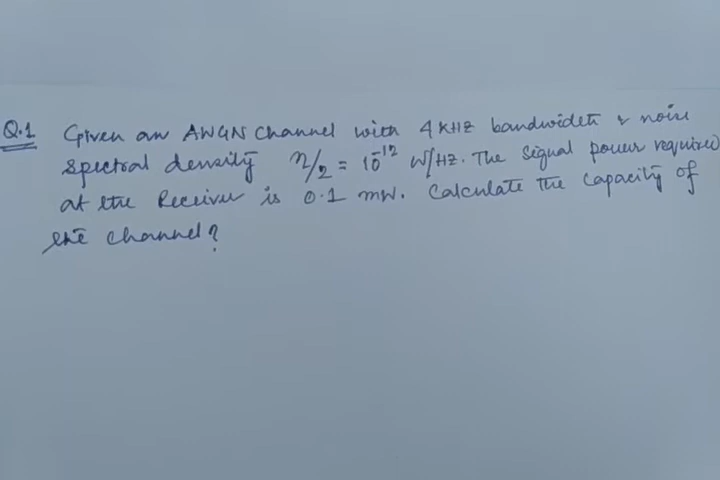 Q.1 Given an AWGN Channel with 4 KHZ bandwidth & noise
spectral density η/2 = 10⁻¹² W/HZ. The signal power required
at the Receiver is 0.1 mW. Calculate the capacity of
the channel?